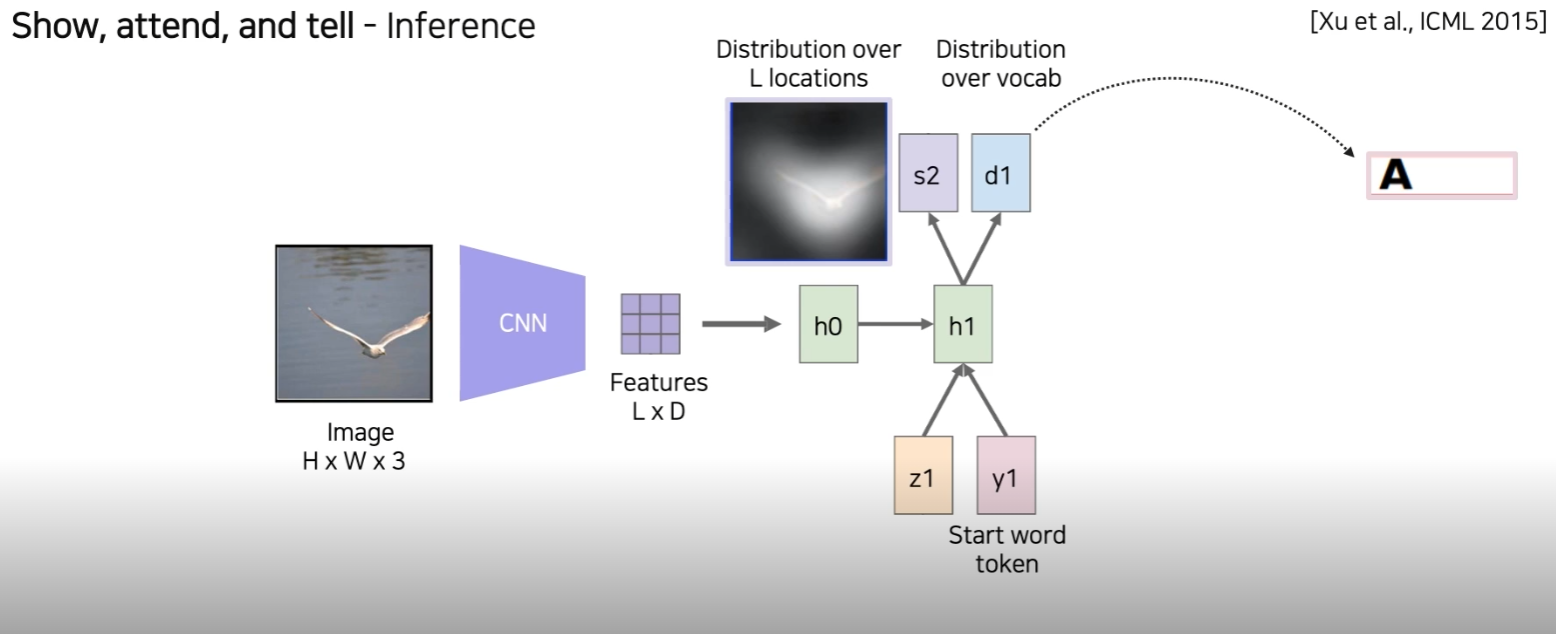 Show, attend, and tell - Inference
[Xu et al., ICML 2015]
Distribution over
L locations
Distribution
over vocab
s2
d1
A
CNN
h0
h1
Features
L x D
Image
H x W x 3
z1
y1
Start word
token